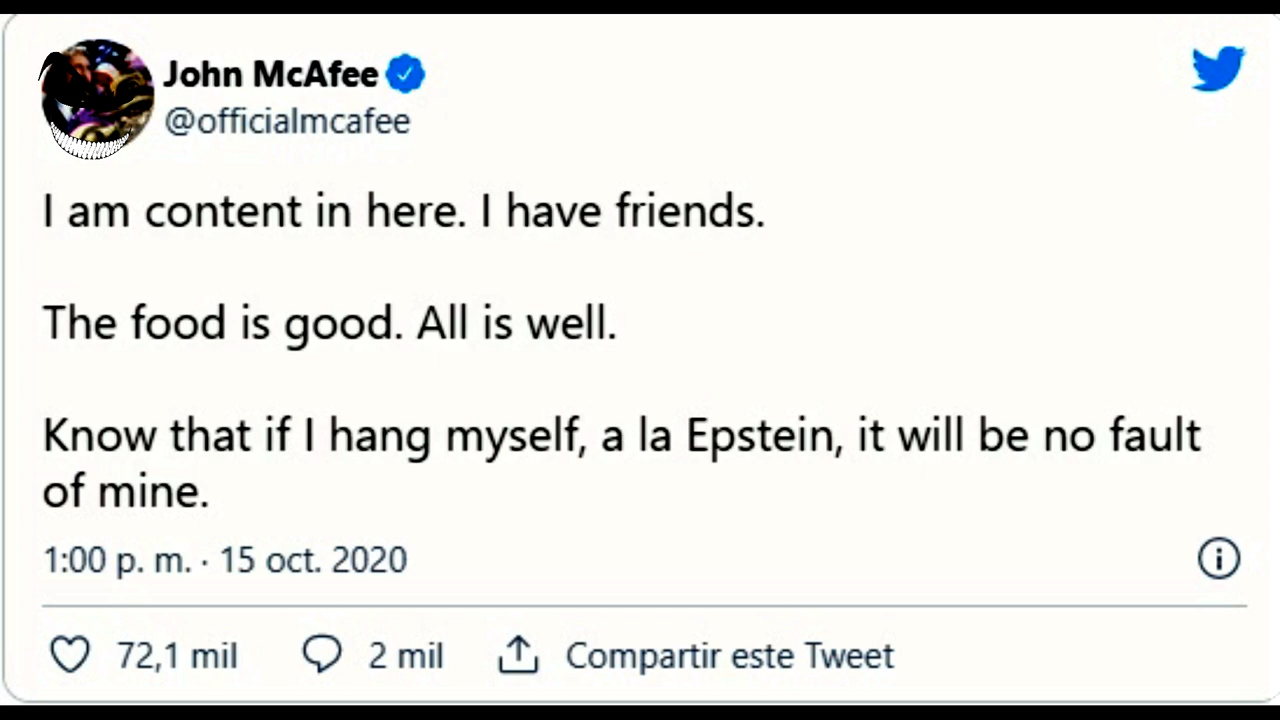 John McAfee
@officialmcafee
I am content in here. I have friends.
The food is good. All is well.
Know that if I hang myself, a la Epstein, it will be no fault
of mine.
1:00 p. m. · 15 oct. 2020
72,1 mil 2 mil Compartir este Tweet